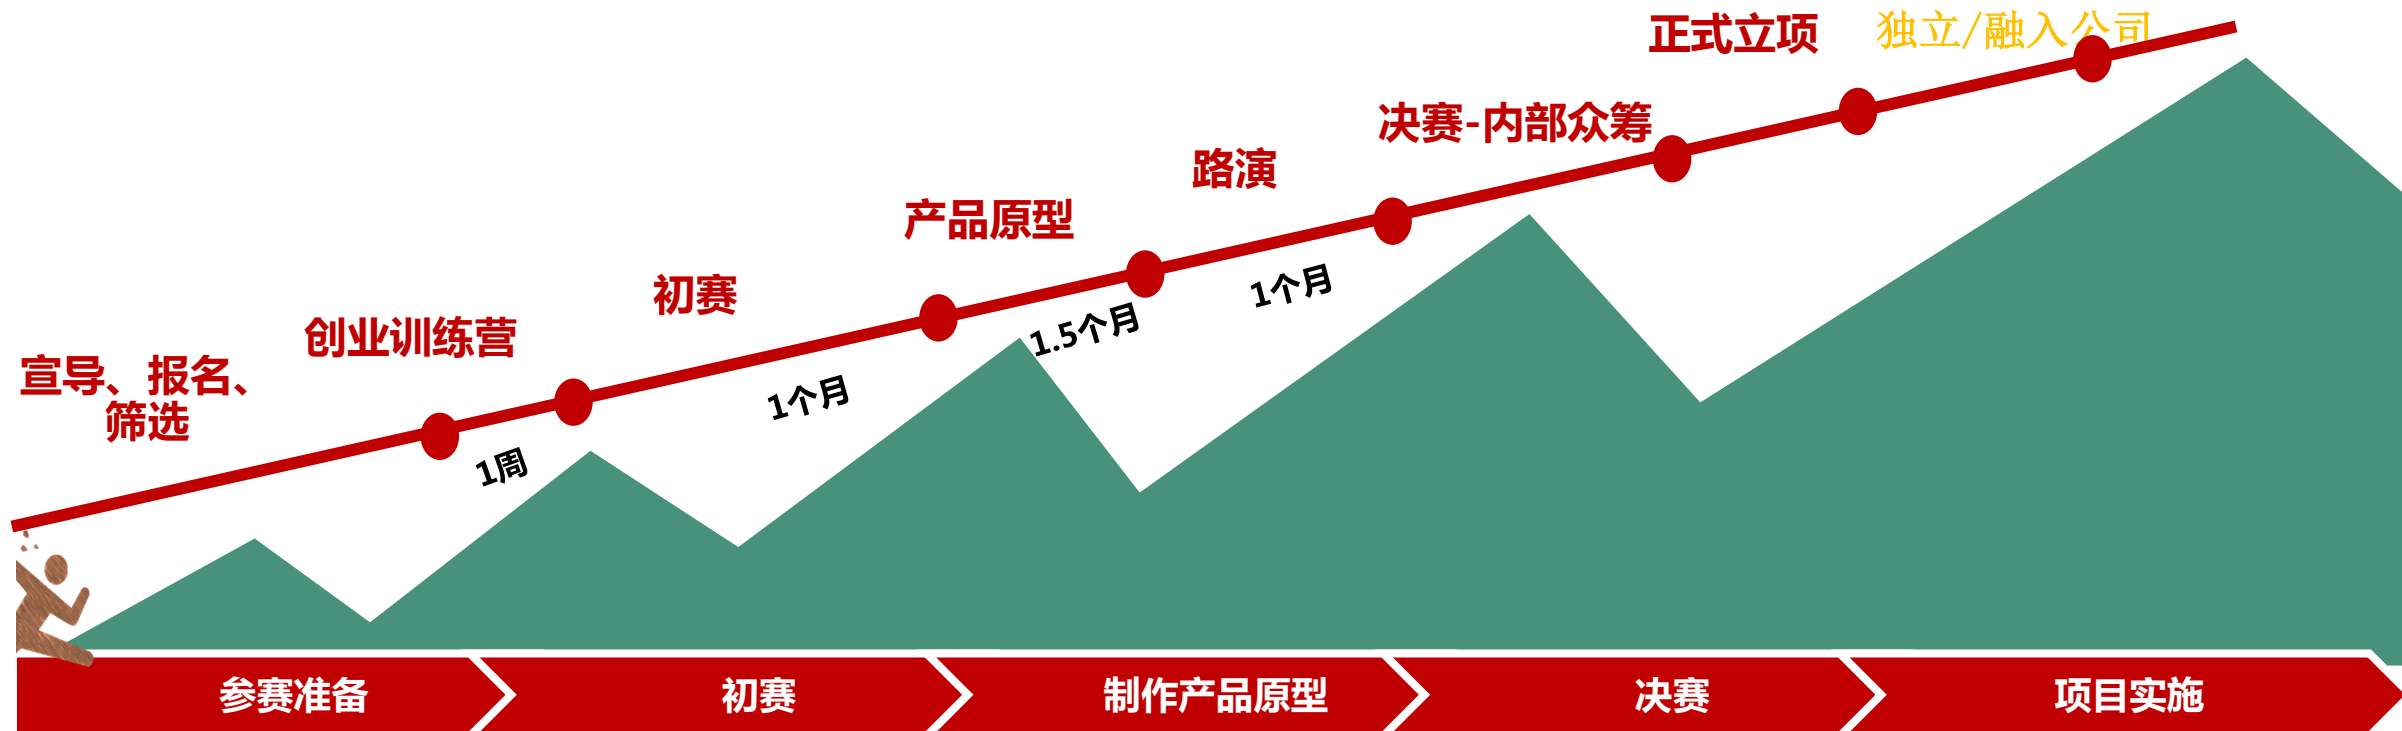 宣导、报名、
筛选
创业训练营
初赛
产品原型
路演
决赛-内部众筹
正式立项
独立/融入公司
1周
1个月
1.5个月
1个月
参赛准备
初赛
制作产品原型
决赛
项目实施